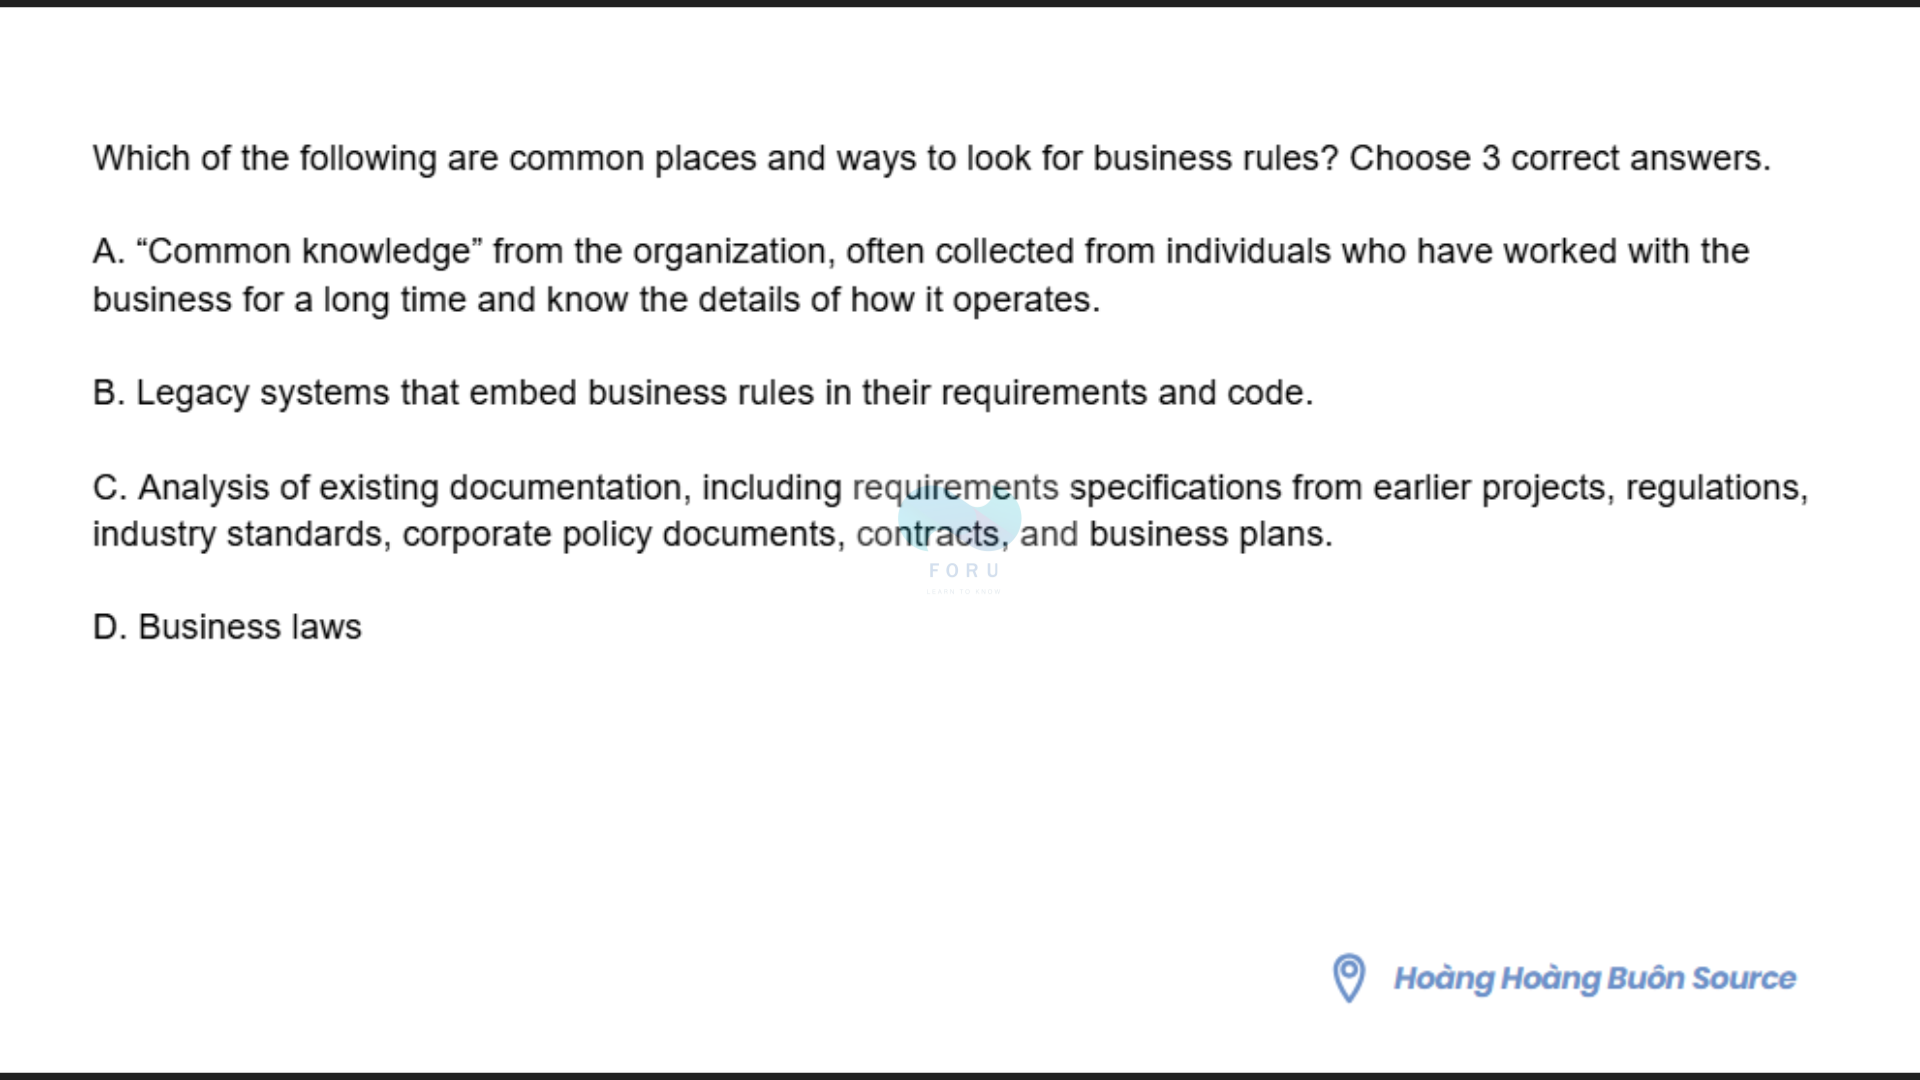 Which of the following are common places and ways to look for business rules? Choose 3 correct answers.
A. “Common knowledge” from the organization, often collected from individuals who have worked with the
business for a long time and know the details of how it operates.
B. Legacy systems that embed business rules in their requirements and code.
C. Analysis of existing documentation, including requirements specifications from earlier projects, regulations,
industry standards, corporate policy documents, contracts, and business plans.
FORU
LEARN TO KNOW
D. Business laws
Hoàng Hoàng Buôn Source